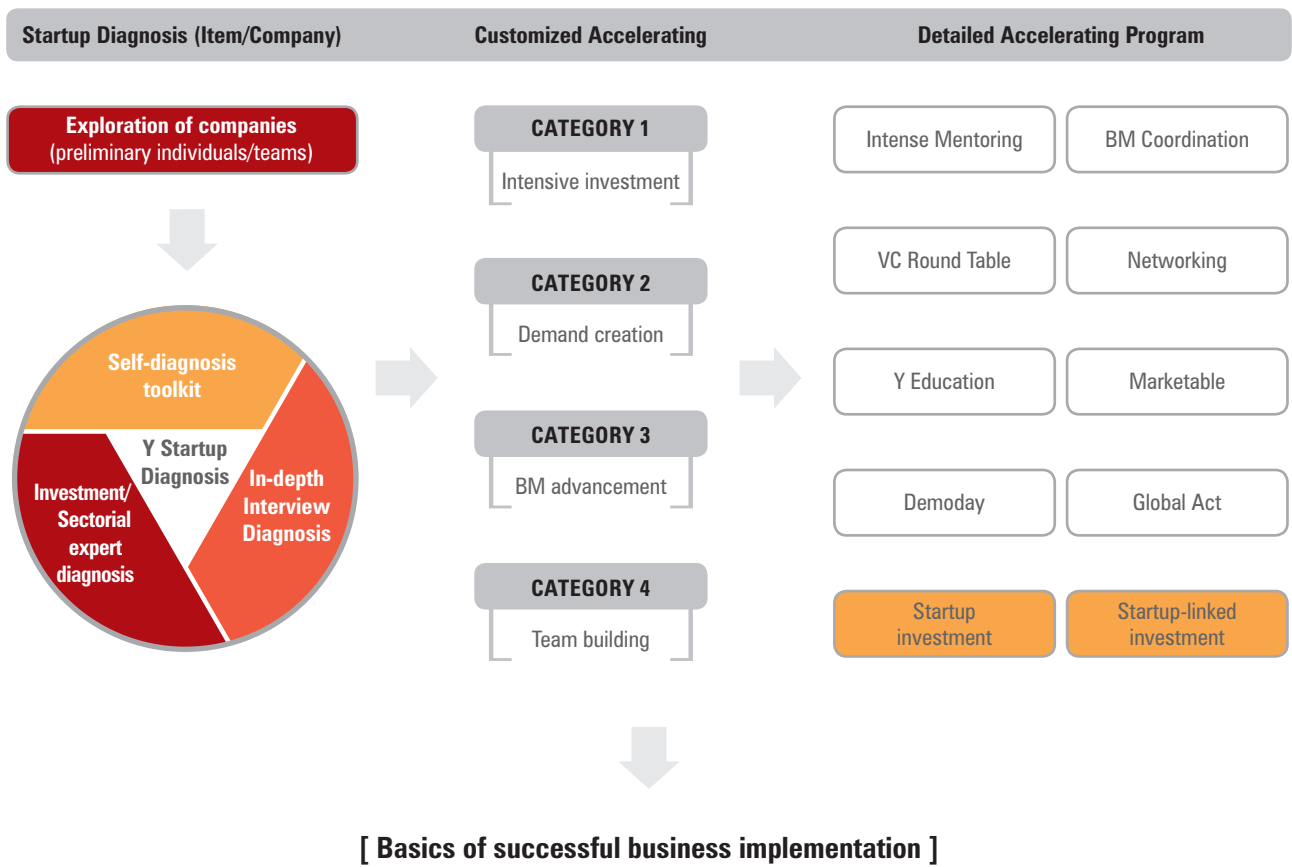 Startup Diagnosis (Item/Company)
Customized Accelerating
Detailed Accelerating Program
Exploration of companies
(preliminary individuals/teams)
Self-diagnosis
toolkit
Y Startup
Diagnosis
Investment/
Sectorial
expert
diagnosis
In-depth
Interview
Diagnosis
CATEGORY 1
Intensive investment
CATEGORY 2
Demand creation
CATEGORY 3
BM advancement
CATEGORY 4
Team building
Intense Mentoring
BM Coordination
VC Round Table
Networking
Y Education
Marketable
Demoday
Global Act
Startup
investment
Startup-linked
investment
[ Basics of successful business implementation ]